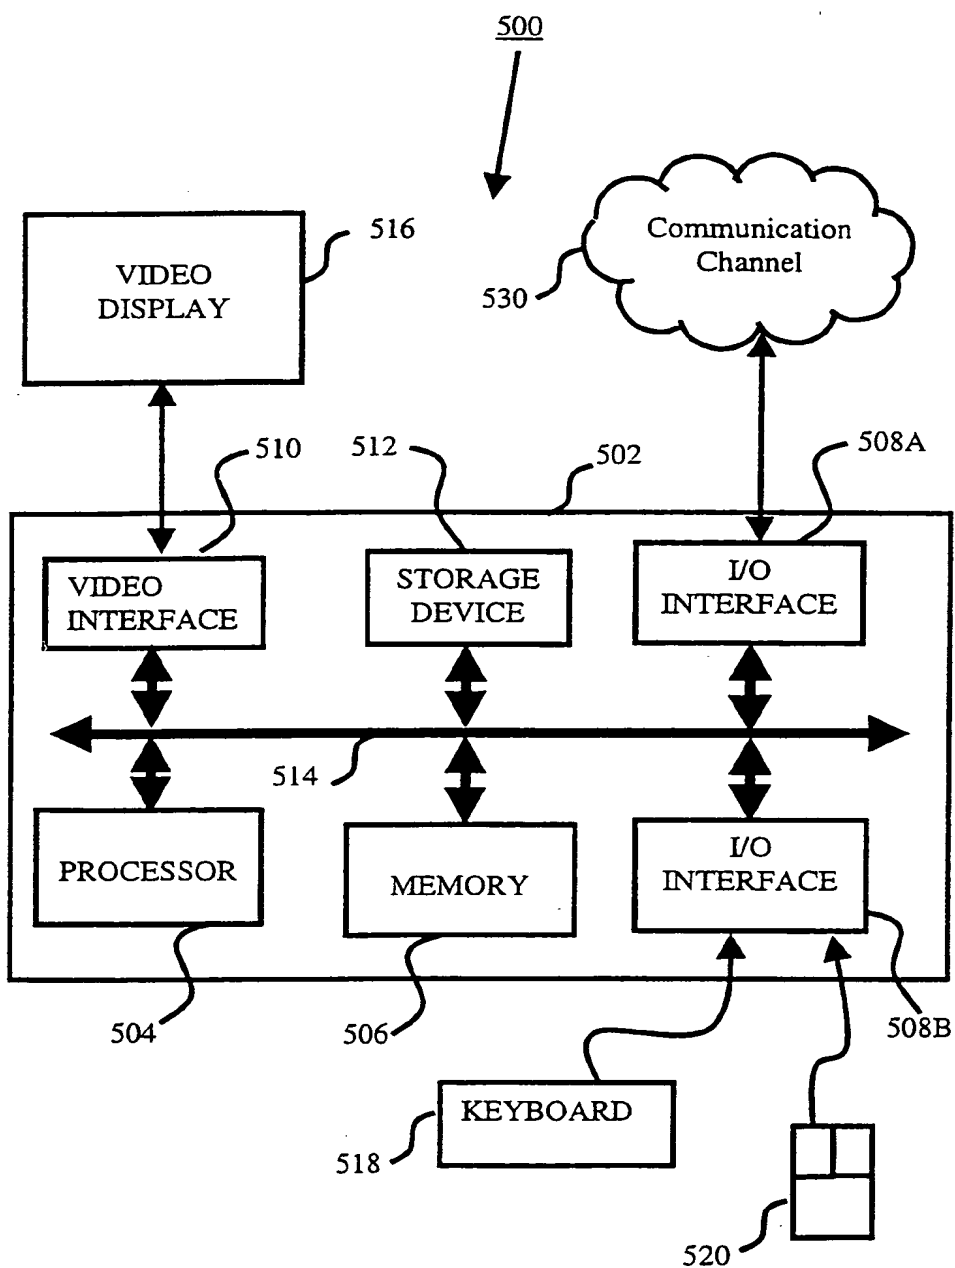 500
516
VIDEO
DISPLAY
Communication
Channel
530
510
512
502
508A
VIDEO
INTERFACE
STORAGE
DEVICE
I/O
INTERFACE
514
PROCESSOR
MEMORY
I/O
INTERFACE
504
506
508B
KEYBOARD
518
520